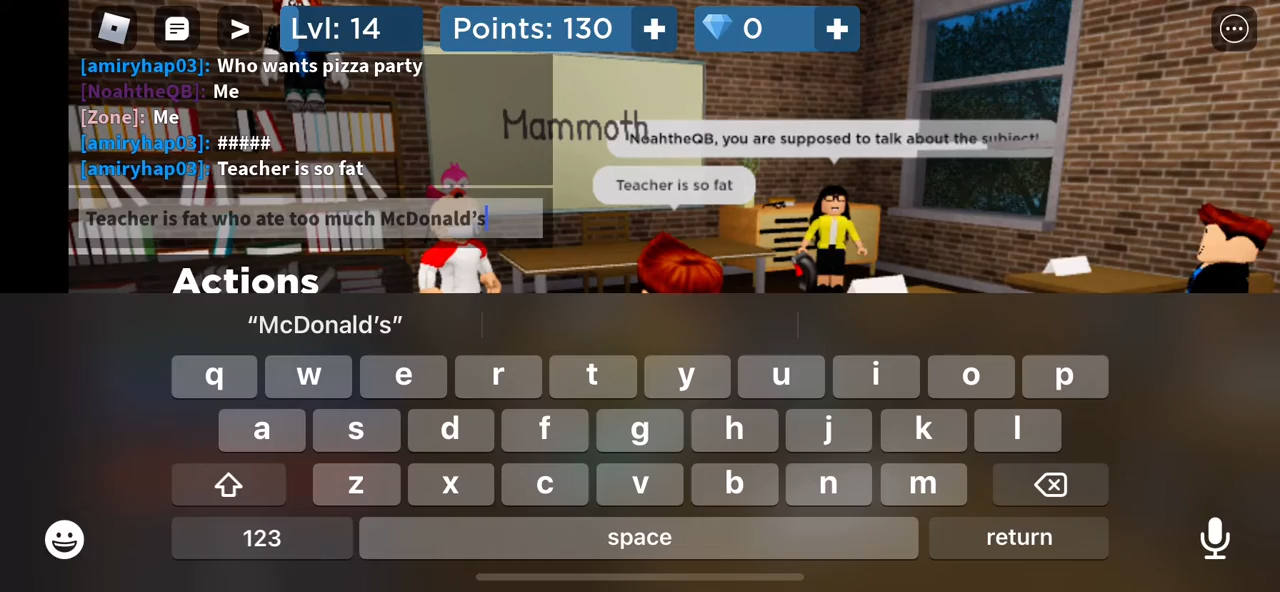 Lvl: 14
Points: 130 +
0 +
[amiryhap03]: Who wants pizza party
[NoahtheQB]: Me
[Zone]: Me
[amiryhap03]: #####
[amiryhap03]: Teacher is so fat
Mammoth
NoahtheQB, you are supposed to talk about the subject!
Teacher is so fat
Teacher is fat who ate too much McDonald’s
Actions
“McDonald’s”
q w e r t y u i o p
a s d f g h j k l
z x c v b n m
123 space return